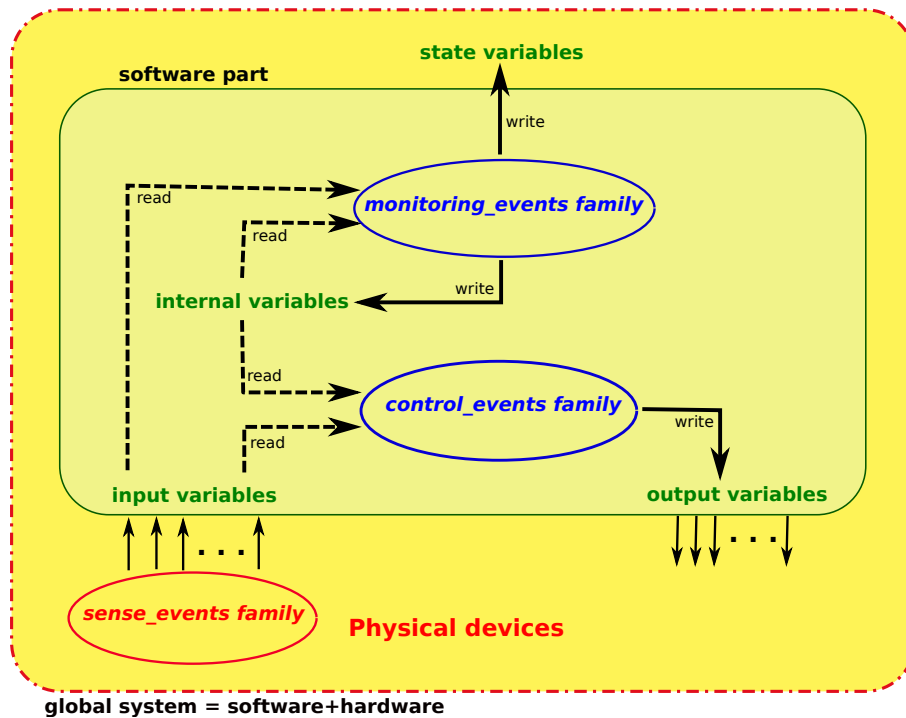 state variables
software part
write
monitoring_events family
read
read
internal variables
write
read
control_events family
read
write
input variables
output variables
. . .
. . .
sense_events family
Physical devices
global system = software+hardware